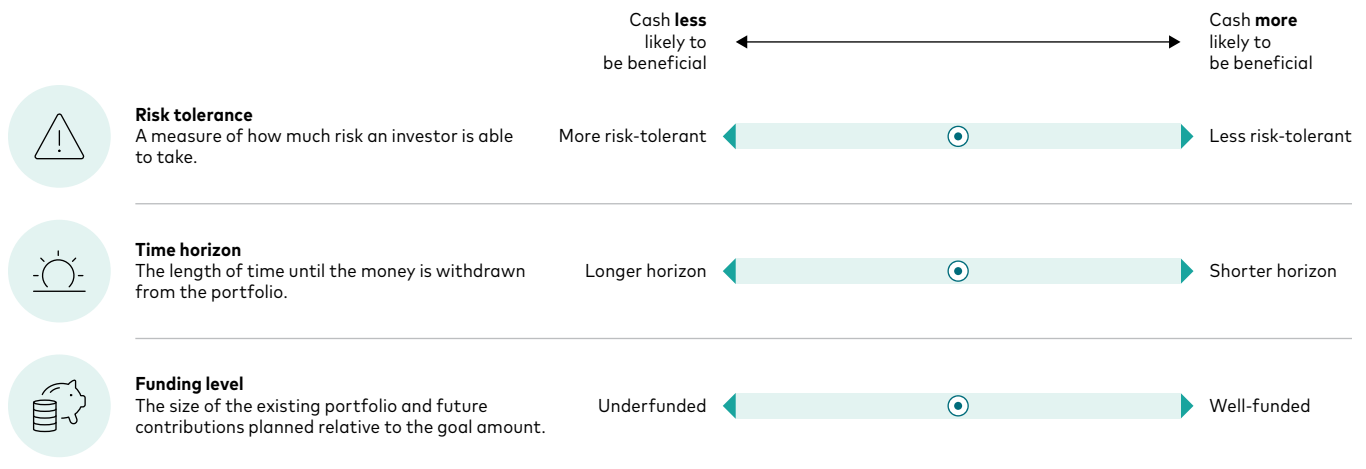 Cash less
likely to
be beneficial
Cash more
likely to
be beneficial
Risk tolerance
A measure of how much risk an investor is able
to take.
More risk-tolerant
Less risk-tolerant
Time horizon
The length of time until the money is withdrawn
from the portfolio.
Longer horizon
Shorter horizon
Funding level
The size of the existing portfolio and future
contributions planned relative to the goal amount.
Underfunded
Well-funded